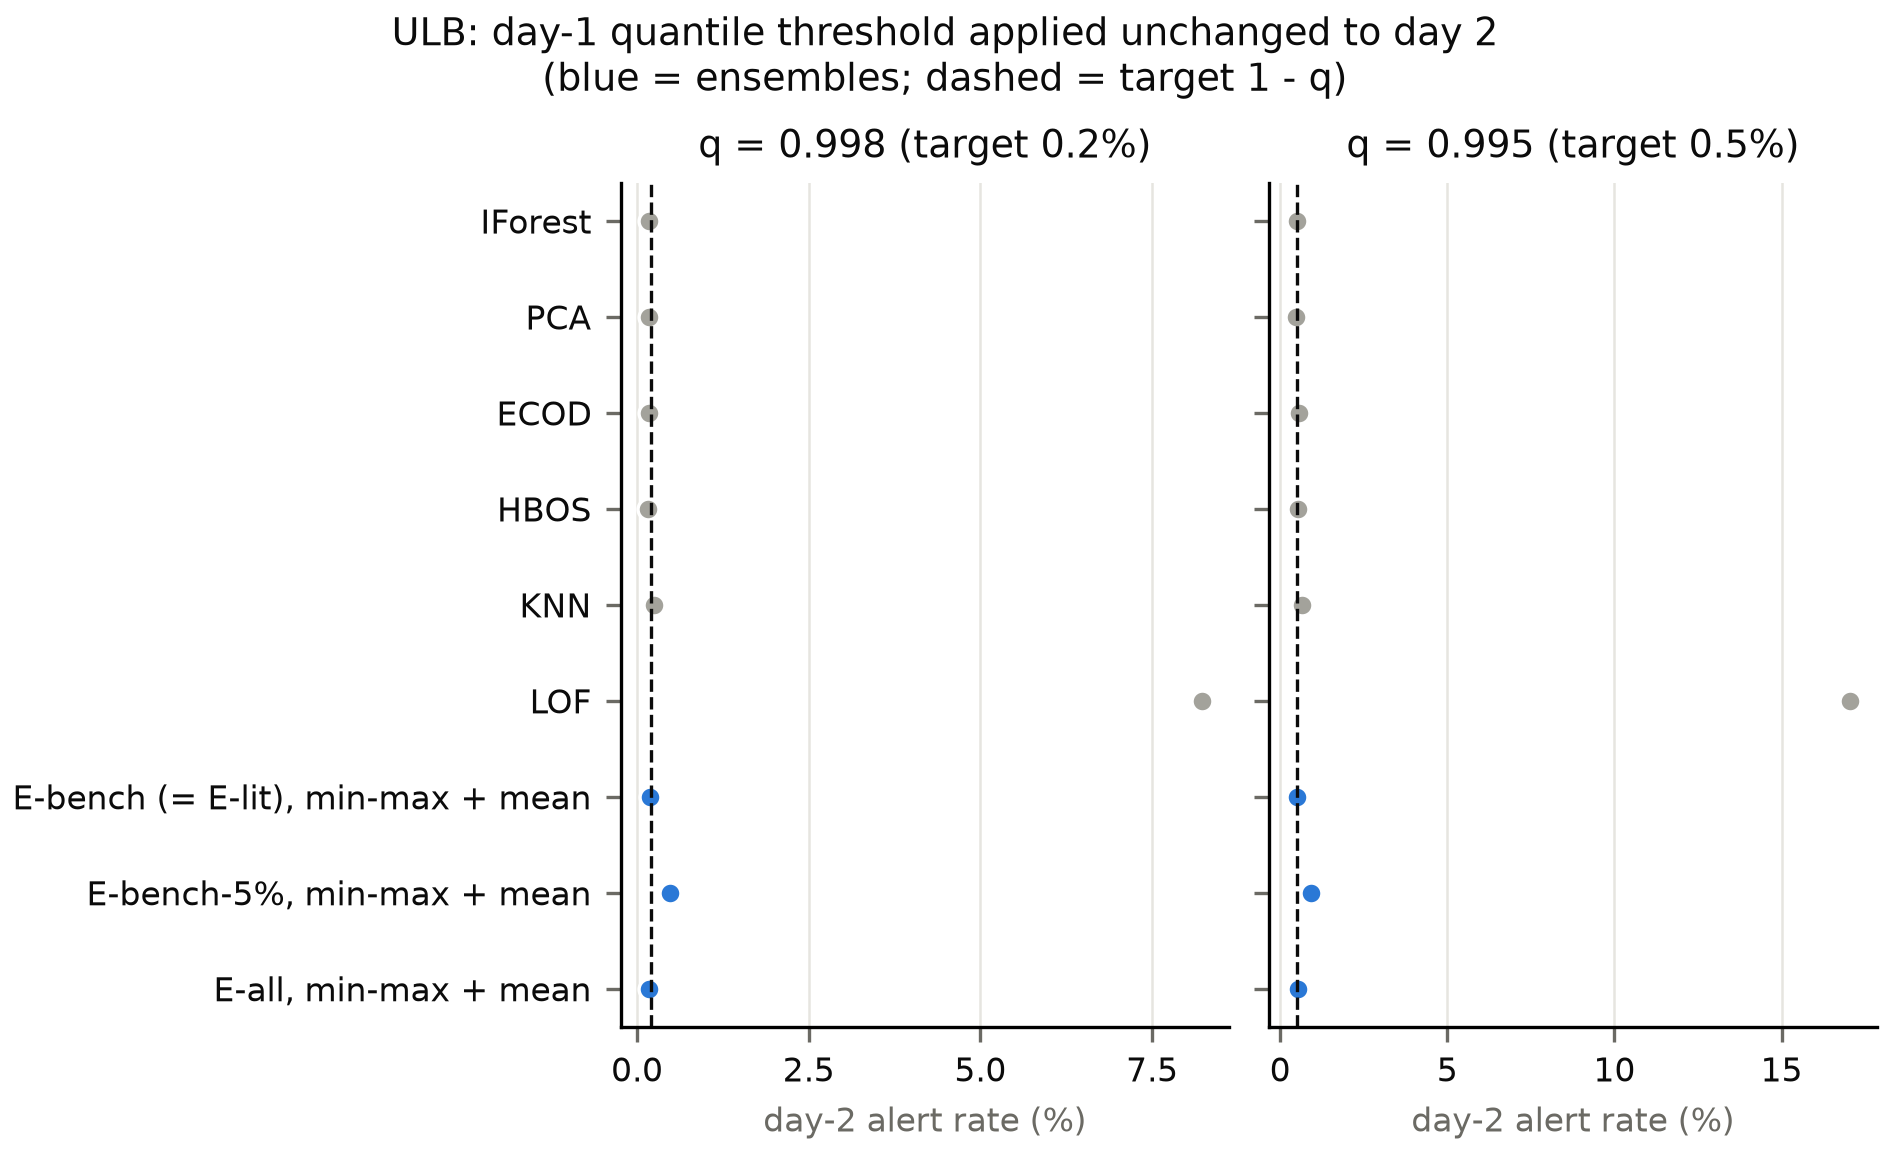 ULB: day-1 quantile threshold applied unchanged to day 2
(blue = ensembles; dashed = target 1 - q)
q = 0.998 (target 0.2%)
q = 0.995 (target 0.5%)
IForest
PCA
ECOD
HBOS
KNN
LOF
E-bench (= E-lit), min-max + mean
E-bench-5%, min-max + mean
E-all, min-max + mean
0.0 2.5 5.0 7.5
0 5 10 15
day-2 alert rate (%)
day-2 alert rate (%)